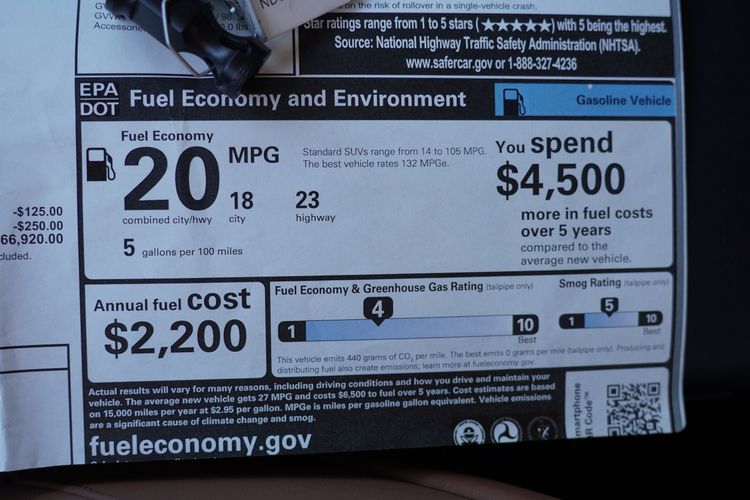 on the risk of rollover in a single-vehicle crash.
Star ratings range from 1 to 5 stars (★★★★★) with 5 being the highest.
Source: National Highway Traffic Safety Administration (NHTSA).
www.safercar.gov or 1-888-327-4236
EPA
DOT
Fuel Economy and Environment
Gasoline Vehicle
Fuel Economy
20
MPG
combined city/hwy
18
city
23
highway
5 gallons per 100 miles
Standard SUVs range from 14 to 105 MPG.
The best vehicle rates 132 MPGe.
You spend
$4,500
more in fuel costs
over 5 years
compared to the
average new vehicle.
-$125.00
-$250.00
66,920.00
Annual fuel cost
$2,200
Fuel Economy & Greenhouse Gas Rating (tailpipe only)
4
1
10
Best
Smog Rating (tailpipe only)
5
1
10
Best
This vehicle emits 440 grams of CO₂ per mile. The best emits 0 grams per mile (tailpipe only). Producing and
distributing fuel also create emissions; learn more at fueleconomy.gov.
Actual results will vary for many reasons, including driving conditions and how you drive and maintain your
vehicle. The average new vehicle gets 27 MPG and costs $6,500 to fuel over 5 years. Cost estimates are based
on 15,000 miles per year at $2.95 per gallon. MPGe is miles per gasoline gallon equivalent. Vehicle emissions
are a significant cause of climate change and smog.
fueleconomy.gov